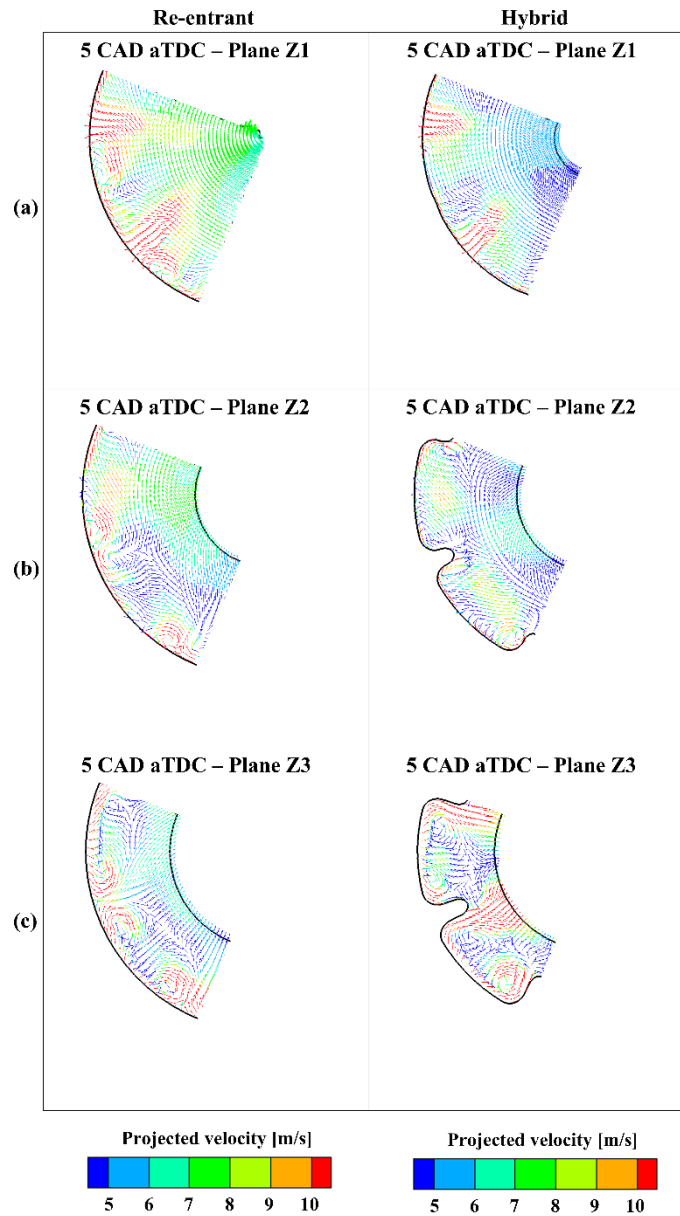 Re-entrant Hybrid
5 CAD aTDC – Plane Z1 5 CAD aTDC – Plane Z1
(a)
5 CAD aTDC – Plane Z2 5 CAD aTDC – Plane Z2
(b)
5 CAD aTDC – Plane Z3 5 CAD aTDC – Plane Z3
(c)
Projected velocity [m/s] Projected velocity [m/s]
5 6 7 8 9 10 5 6 7 8 9 10